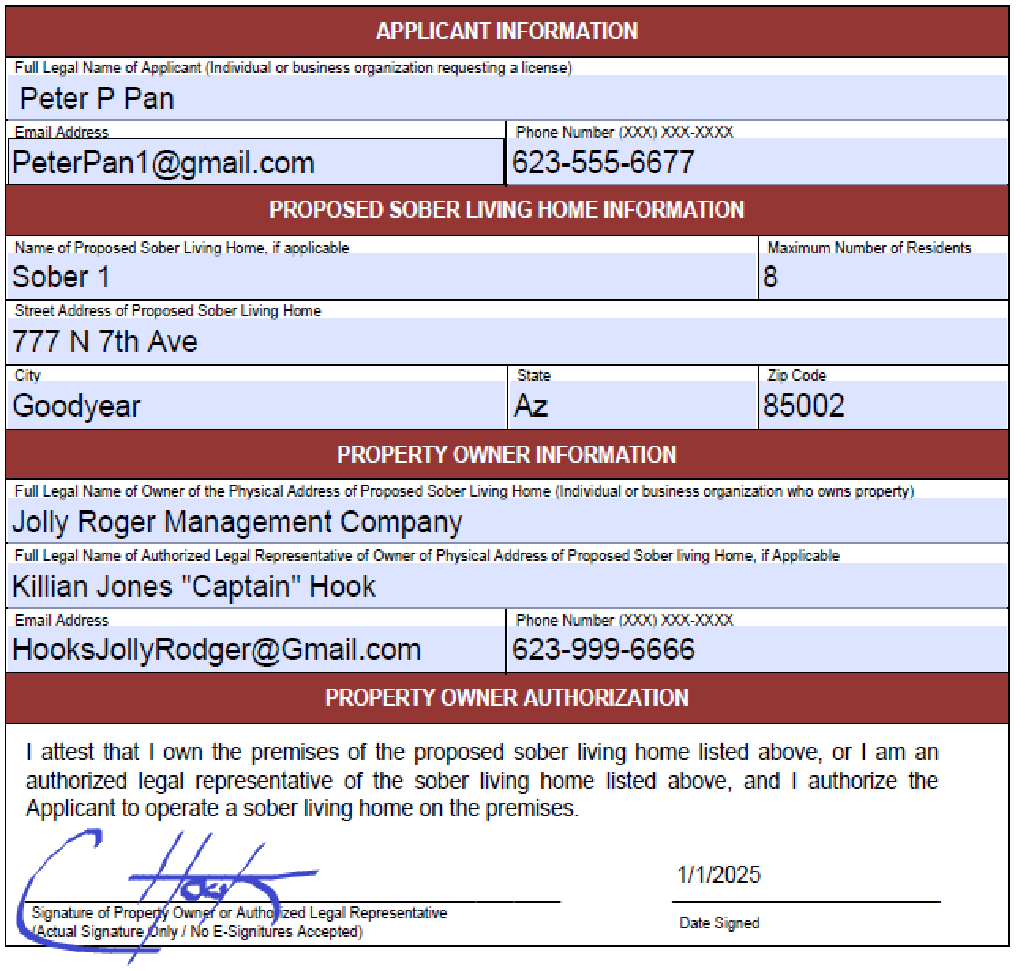 APPLICANT INFORMATION
Full Legal Name of Applicant (Individual or business organization requesting a license)
Peter P Pan
Email Address
Phone Number (XXX) XXX-XXXX
PeterPan1@gmail.com
623-555-6677
PROPOSED SOBER LIVING HOME INFORMATION
Name of Proposed Sober Living Home, if applicable
Maximum Number of Residents
Sober 1
8
Street Address of Proposed Sober Living Home
777 N 7th Ave
City
State
Zip Code
Goodyear
Az
85002
PROPERTY OWNER INFORMATION
Full Legal Name of Owner of the Physical Address of Proposed Sober Living Home (Individual or business organization who owns property)
Jolly Roger Management Company
Full Legal Name of Authorized Legal Representative of Owner of Physical Address of Proposed Sober living Home, if Applicable
Killian Jones "Captain" Hook
Email Address
Phone Number (XXX) XXX-XXXX
HooksJollyRodger@Gmail.com
623-999-6666
PROPERTY OWNER AUTHORIZATION
I attest that I own the premises of the proposed sober living home listed above, or I am an
authorized legal representative of the sober living home listed above, and I authorize the
Applicant to operate a sober living home on the premises.
C Hook
1/1/2025
Signature of Property Owner or Authorized Legal Representative
(Actual Signature Only / No E-Signitures Accepted)
Date Signed